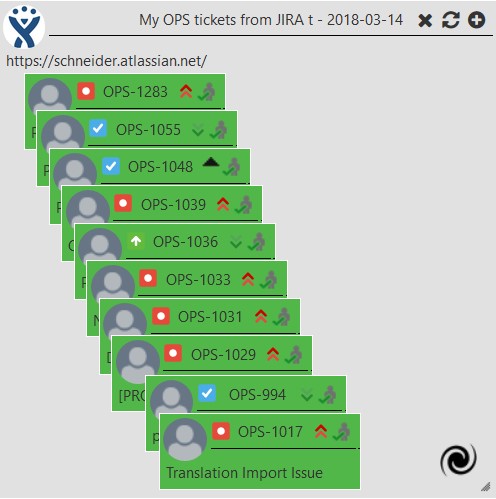 My OPS tickets from JIRA t - 2018-03-14
https://schneider.atlassian.net/
OPS-1283
OPS-1055
OPS-1048
OPS-1039
OPS-1036
OPS-1033
OPS-1031
OPS-1029
[PRO
OPS-994
OPS-1017
Translation Import Issue